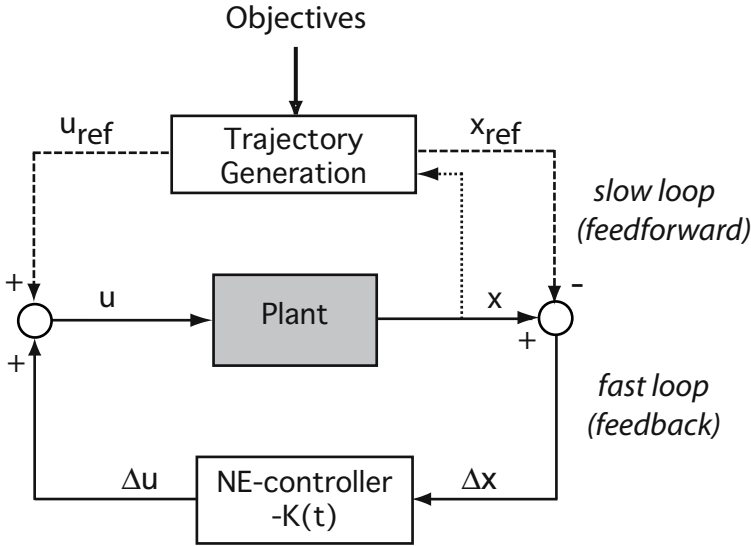 Objectives
u_ref
Trajectory
Generation
x_ref
slow loop
(feedforward)
+
u
Plant
x
-
+
+
fast loop
(feedback)
Δu
NE-controller
-K(t)
Δx